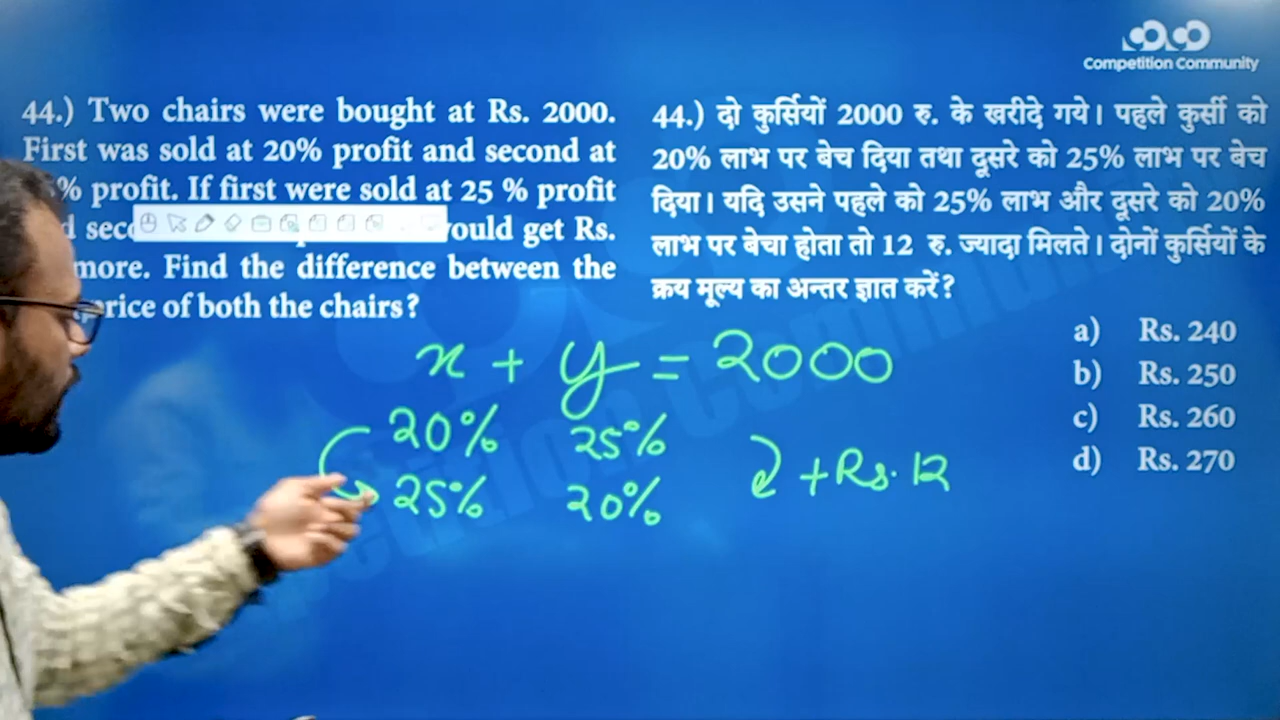 Competition Community
44.) Two chairs were bought at Rs. 2000.
First was sold at 20% profit and second at
% profit. If first were sold at 25 % profit
would get Rs.
more. Find the difference between the
of both the chairs?
44.) दो कुर्सियों 2000 रु. के खरीदे गये। पहले कुर्सी को
20% लाभ पर बेच दिया तथा दूसरे को 25% लाभ पर बेच
दिया। यदि उसने पहले को 25% लाभ और दूसरे को 20%
लाभ पर बेचा होता तो 12 रु. ज्यादा मिलते। दोनों कुर्सियों के
क्रय मूल्य का अन्तर ज्ञात करें?
a) Rs. 240
b) Rs. 250
c) Rs. 260
d) Rs. 270
x + y = 2000
20% 25%
25% 20%
+Rs. 12